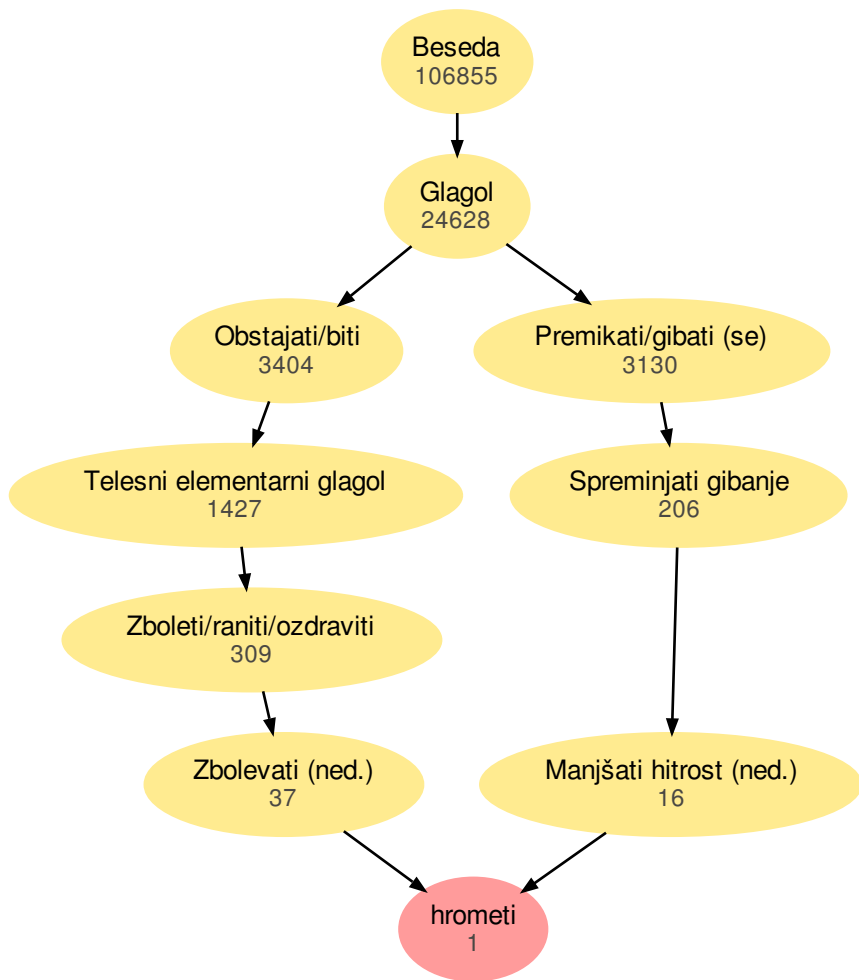 Beseda
106855
Glagol
24628
Obstajati/biti
3404
Premikati/gibati (se)
3130
Telesni elementarni glagol
1427
Spreminjati gibanje
206
Zboleti/raniti/ozdraviti
309
Zbolevati (ned.)
37
Manjšati hitrost (ned.)
16
hrometi
1